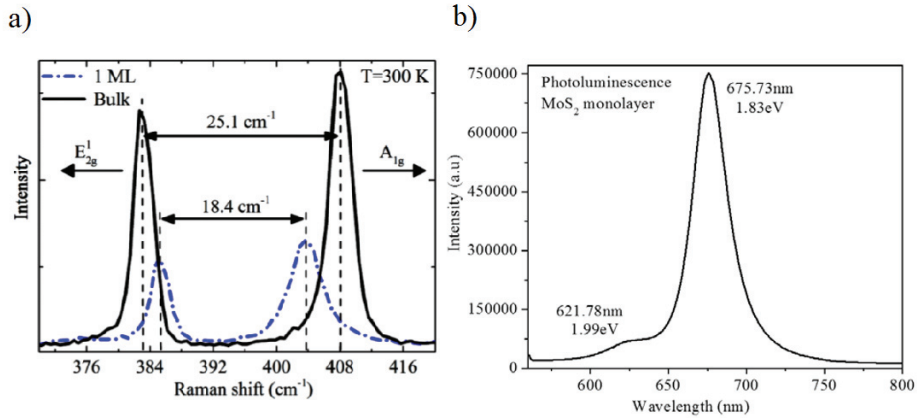 a)
1 ML
Bulk
T=300 K
25.1 cm⁻¹
E¹₂g
A₁g
18.4 cm⁻¹
Intensity
376 384 392 400 408 416
Raman shift (cm⁻¹)
b)
Photoluminescence
MoS₂ monolayer
675.73nm
1.83eV
621.78nm
1.99eV
Intensity (a.u)
750000
600000
450000
300000
150000
0
600 650 700 750 800
Wavelength (nm)